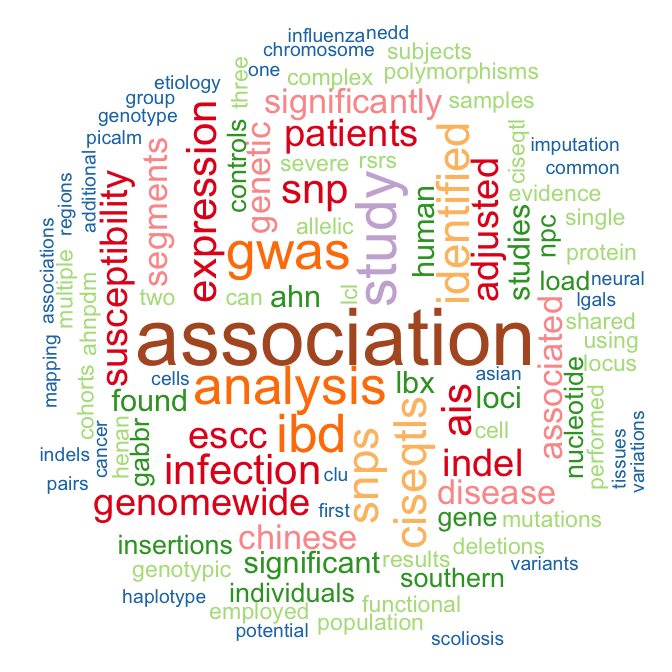 influenza
nedd
chromosome
subjects
etiology
one
three
complex
polymorphisms
group
significantly
samples
genotype
expression
controls
genetic
patients
identified
ciseqtl
imputation
picalm
severe
rsrs
common
additional
segments
snp
study
human
adjusted
evidence
regions
susceptibility
allelic
studies
npc
single
associations
multiple
gwas
protein
ahnpdm
two
can
ahn
lcl
load
neural
lgals
mapping
association
associated
shared
using
cohorts
cells
analysis
asian
locus
found
lbx
loci
nucleotide
henan
gabbr
escc
ibd
snps
ciseqtls
ais
cell
performed
tissues
variations
indels
cancer
infection
clu
indel
pairs
genomewide
first
disease
gene
mutations
insertions
chinese
deletions
genotypic
significant
results
southern
variants
haplotype
individuals
functional
employed
population
potential
scoliosis